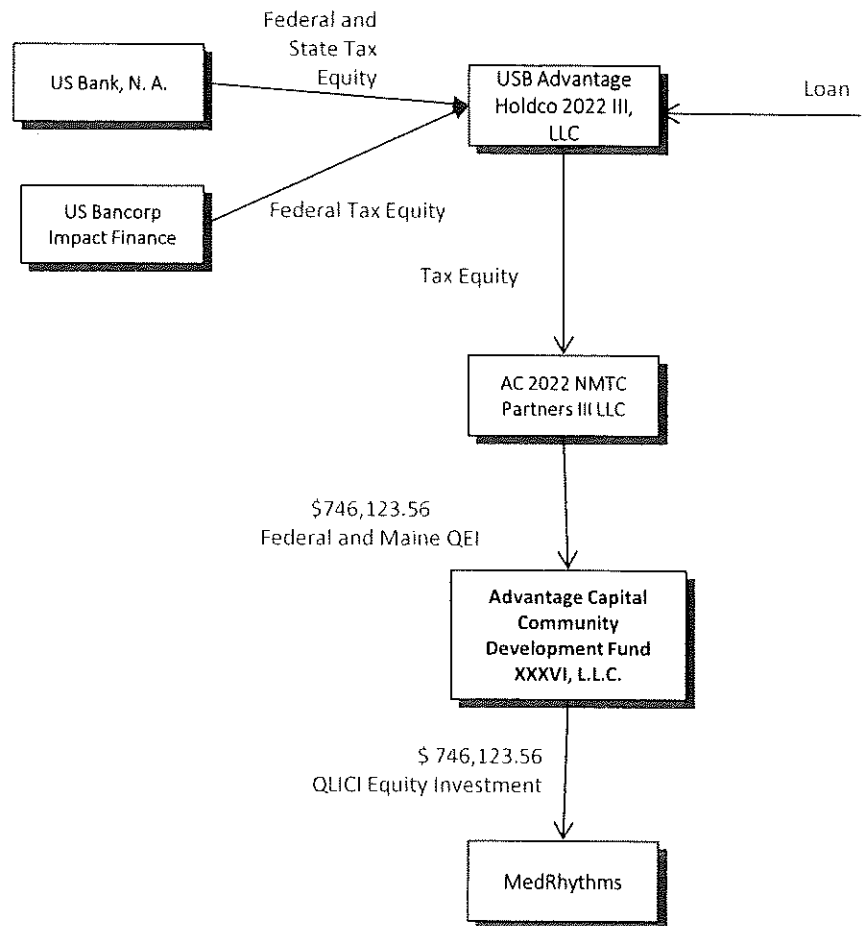 Federal and
State Tax
Equity
US Bank, N. A.
USB Advantage
Holdco 2022 III,
LLC
Loan
US Bancorp
Impact Finance
Federal Tax Equity
Tax Equity
AC 2022 NMTC
Partners III LLC
$746,123.56
Federal and Maine QEI
Advantage Capital
Community
Development Fund
XXXVI, L.L.C.
$ 746,123.56
QLICI Equity Investment
MedRhythms